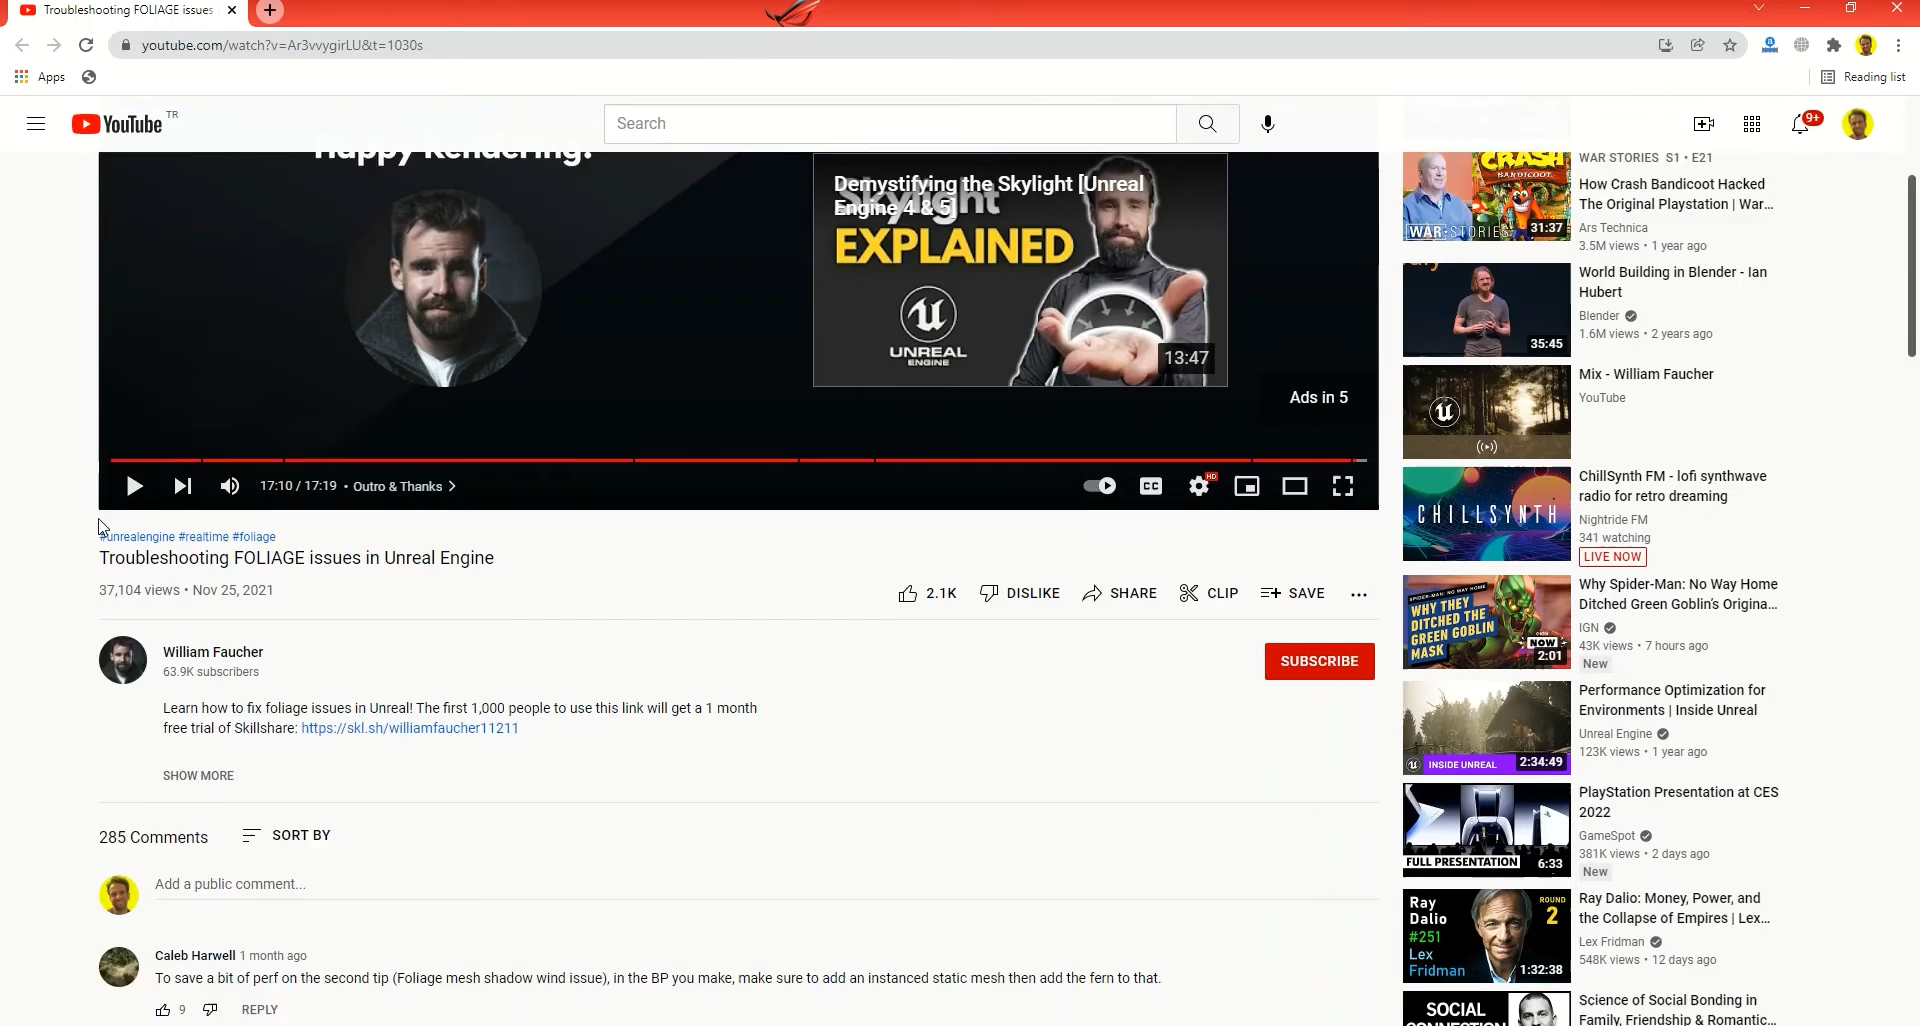 Troubleshooting FOLIAGE issues
youtube.com/watch?v=Ar3vvygirLU&t=1030s
Apps
Reading list
YouTube TR
Search
9+
Happy Rendering!
Demystifying the Skylight [Unreal
Engine 4 & 5]
Skylight
EXPLAINED
UNREAL
ENGINE
13:47
Ads in 5
17:10 / 17:19 • Outro & Thanks
CC
HD
#unrealengine #realtime #foliage
Troubleshooting FOLIAGE issues in Unreal Engine
37,104 views • Nov 25, 2021
2.1K
DISLIKE
SHARE
CLIP
SAVE
William Faucher
63.9K subscribers
SUBSCRIBE
Learn how to fix foliage issues in Unreal! The first 1,000 people to use this link will get a 1 month
free trial of Skillshare: https://skl.sh/williamfaucher11211
SHOW MORE
285 Comments
SORT BY
Add a public comment...
Caleb Harwell 1 month ago
To save a bit of perf on the second tip (Foliage mesh shadow wind issue), in the BP you make, make sure to add an instanced static mesh then add the fern to that.
9
REPLY
CRASH
BANDICOOT
WAR STORIES
31:37
WAR STORIES S1 • E21
How Crash Bandicoot Hacked
The Original Playstation | War...
Ars Technica
3.5M views • 1 year ago
35:45
World Building in Blender - Ian
Hubert
Blender
1.6M views • 2 years ago
Mix - William Faucher
YouTube
CHILLSYNTH
ChillSynth FM - lofi synthwave
radio for retro dreaming
Nightride FM
341 watching
LIVE NOW
SPIDER-MAN: NO WAY HOME
WHY THEY
DITCHED THE
GREEN GOBLIN
MASK
NOW
2:01
Why Spider-Man: No Way Home
Ditched Green Goblin's Origina...
IGN
43K views • 7 hours ago
New
INSIDE UNREAL
2:34:49
Performance Optimization for
Environments | Inside Unreal
Unreal Engine
123K views • 1 year ago
FULL PRESENTATION
6:33
PlayStation Presentation at CES
2022
GameSpot
381K views • 2 days ago
New
Ray
Dalio
#251
Lex
Fridman
ROUND
2
1:32:38
Ray Dalio: Money, Power, and
the Collapse of Empires | Lex...
Lex Fridman
548K views • 12 days ago
SOCIAL
CONNECTION
Science of Social Bonding in
Family, Friendship & Romantic...